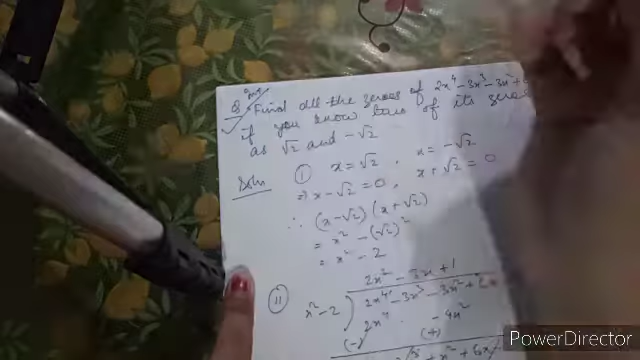 Q Find all the zeroes of 2x⁴-3x³-3x²+
if you know two of its zeroes
as √2 and -√2
Soln (i) x = √2 , x = -√2
⇒ x-√2 = 0 , x+√2 = 0
∴ (x-√2) (x+√2)
= x² - (√2)²
= x² - 2
2x² - 3x + 1
(ii) x²-2 ) 2x⁴-3x³-3x²+6x
2x⁴ - 4x²
(-) (+)
x² + 6x
PowerDirector